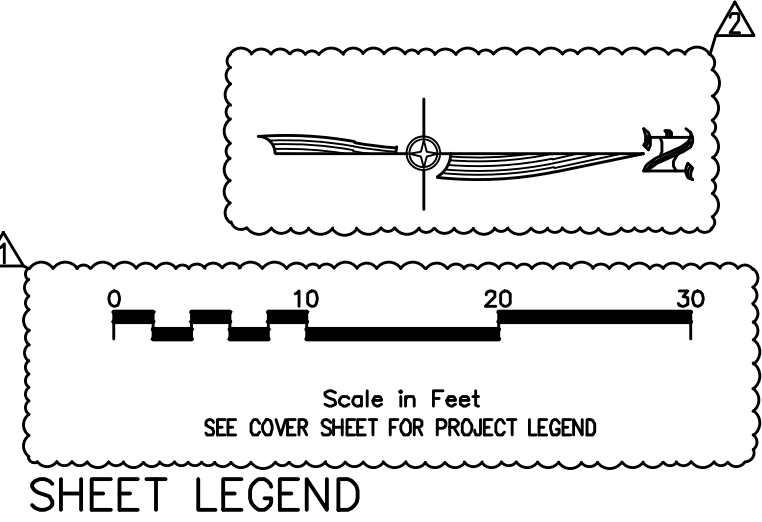 2
N
1
0 10 20 30
Scale in Feet
SEE COVER SHEET FOR PROJECT LEGEND
SHEET LEGEND